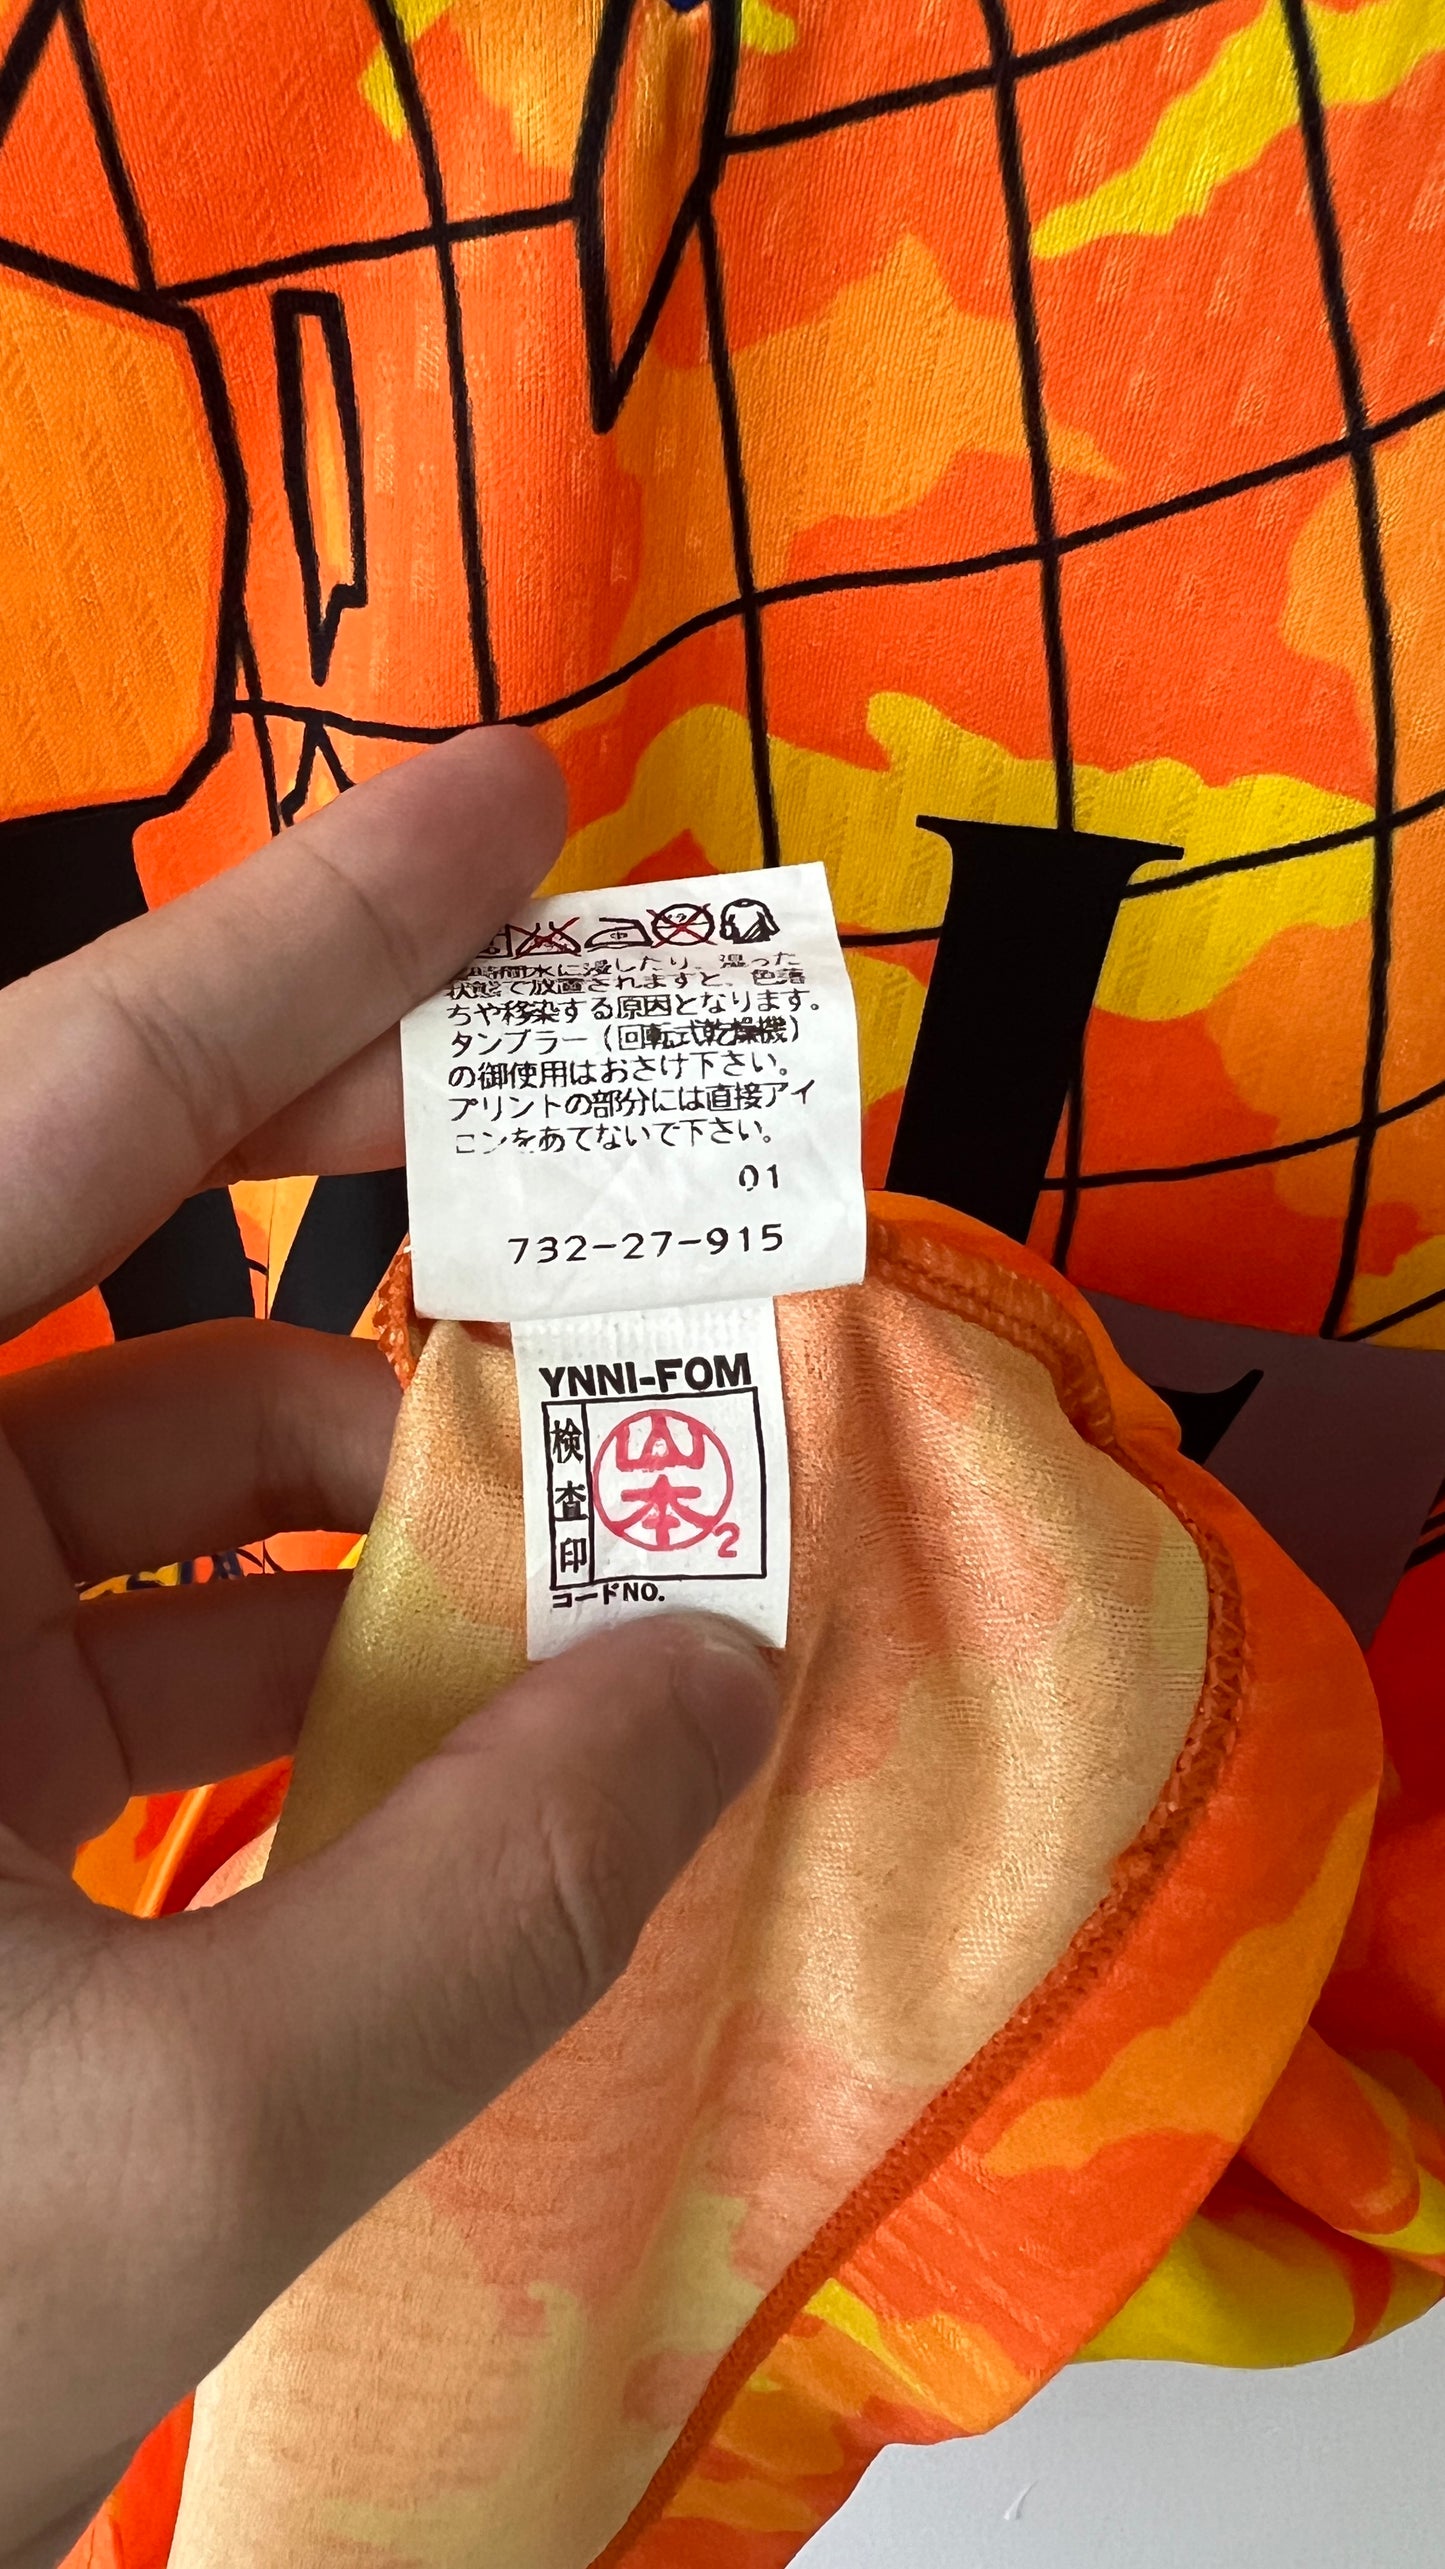 時間水に浸したり、湿った
状態で放置されますと、色落
ちや移染する原因となります。
タンブラー(回転式乾燥機)
の御使用はおさけ下さい。
プリントの部分には直接アイ
ロンをあてないで下さい。
01
732-27-915
YNNI-FOM
検査印
山本
2
コードNO.